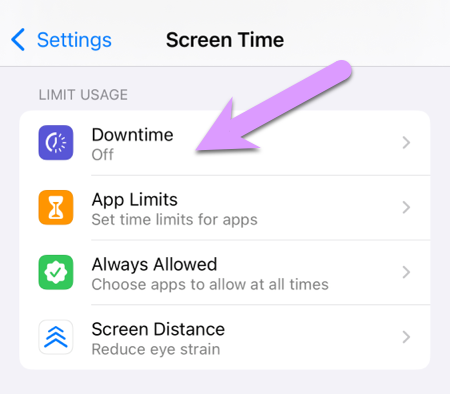 Settings
Screen Time
LIMIT USAGE
Downtime
Off
App Limits
Set time limits for apps
Always Allowed
Choose apps to allow at all times
Screen Distance
Reduce eye strain